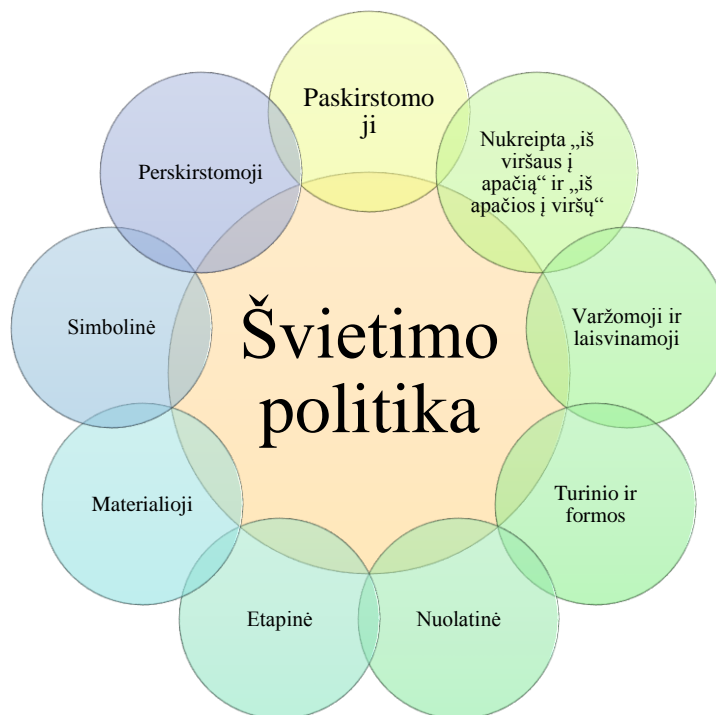 Paskirstomo
ji
Nukreipta „iš
viršaus į
apačią“ ir „iš
apačios į viršų“
Varžomoji ir
laisvinamoji
Turinio ir
formos
Nuolatinė
Etapinė
Materialioji
Simbolinė
Perskirstomoji
Švietimo
politika